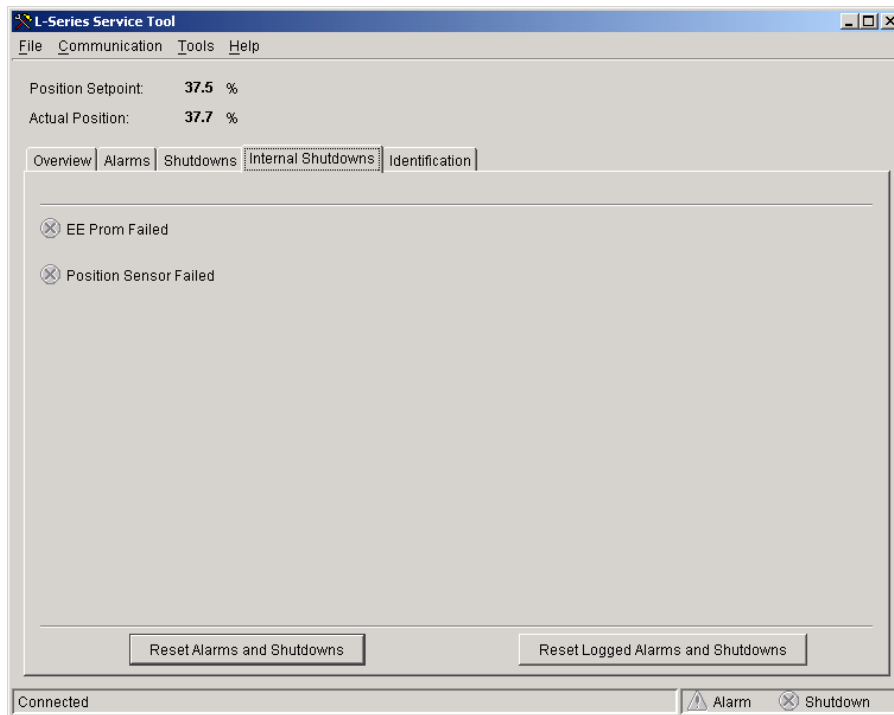 L-Series Service Tool
File Communication Tools Help
Position Setpoint: 37.5 %
Actual Position: 37.7 %
Overview Alarms Shutdowns Internal Shutdowns Identification
EE Prom Failed
Position Sensor Failed
Reset Alarms and Shutdowns Reset Logged Alarms and Shutdowns
Connected Alarm Shutdown